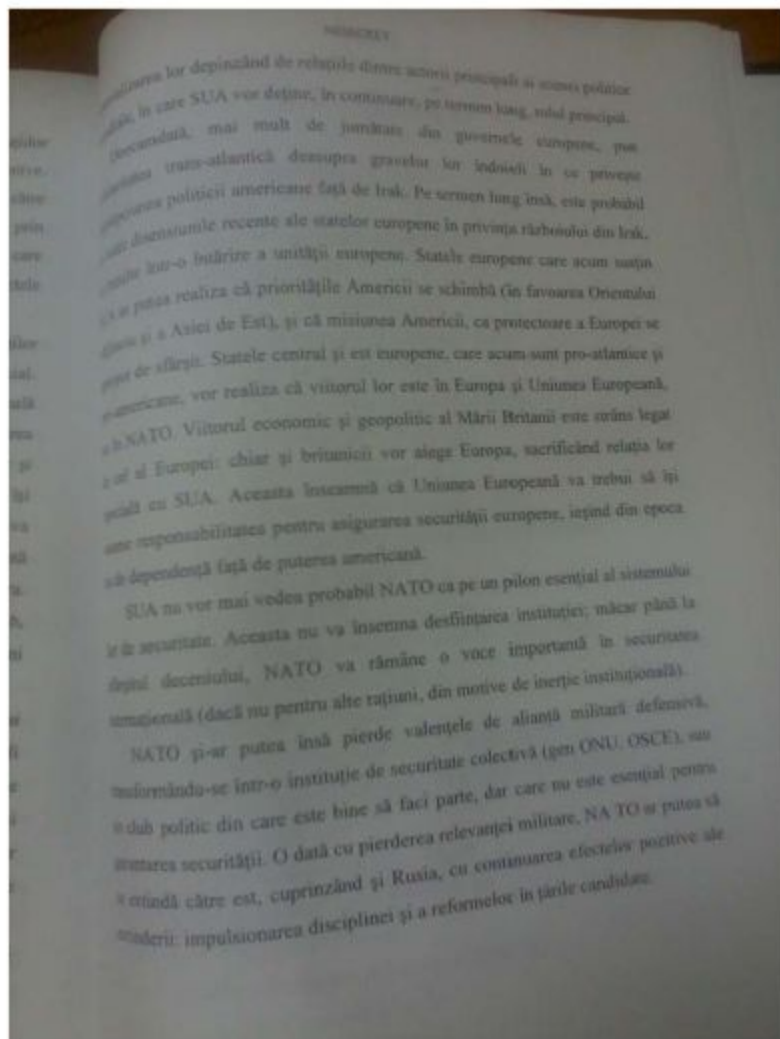 lor depinzând de relațiile dintre actorii principali ai scenei politice
in care SUA vor deține, în continuare, pe termen lung, rolul principal.
mai mult de jumătate din guvernele europene, pun
trans-atlantică deasupra gravelor lor îndoieli în ce privește
politicii americane față de Irak. Pe termen lung însă, este probabil
disensiunile recente ale statelor europene în privința războiului din Irak,
într-o întărire a unității europene. Statele europene care acum susțin
ar putea realiza că prioritățile Americii se schimbă (în favoarea Orientului
și a Aziei de Est), și că misiunea Americii, ca protectoare a Europei se
de sfârșit. Statele central și est europene, care acum sunt pro-atlantice și
vor realiza că viitorul lor este în Europa și Uniunea Europeană,
NATO. Viitorul economic și geopolitic al Mării Britanii este strâns legat
al Europei: chiar și britanicii vor alege Europa, sacrificând relația lor
cu SUA. Aceasta înseamnă că Uniunea Europeană va trebui să își
responsabilitatea pentru asigurarea securității europene, ieșind din epoca
dependență față de puterea americană.
SUA nu vor mai vedea probabil NATO ca pe un pilon esențial al sistemului
de securitate. Aceasta nu va însemna desființarea instituției; măcar până la
deceniului, NATO va rămâne o voce importantă în securitatea
(dacă nu pentru alte rațiuni, din motive de inerție instituțională).
NATO și-ar putea însă pierde valențele de alianță militară defensivă,
într-o instituție de securitate colectivă (gen ONU, OSCE), sau
club politic din care este bine să faci parte, dar care nu este esențial pentru
securității. O dată cu pierderea relevanței militare, NA TO ar putea să
către est, cuprinzând și Rusia, cu continuarea efectelor pozitive ale
impulsionarea disciplinei și a reformelor în țările candidate.